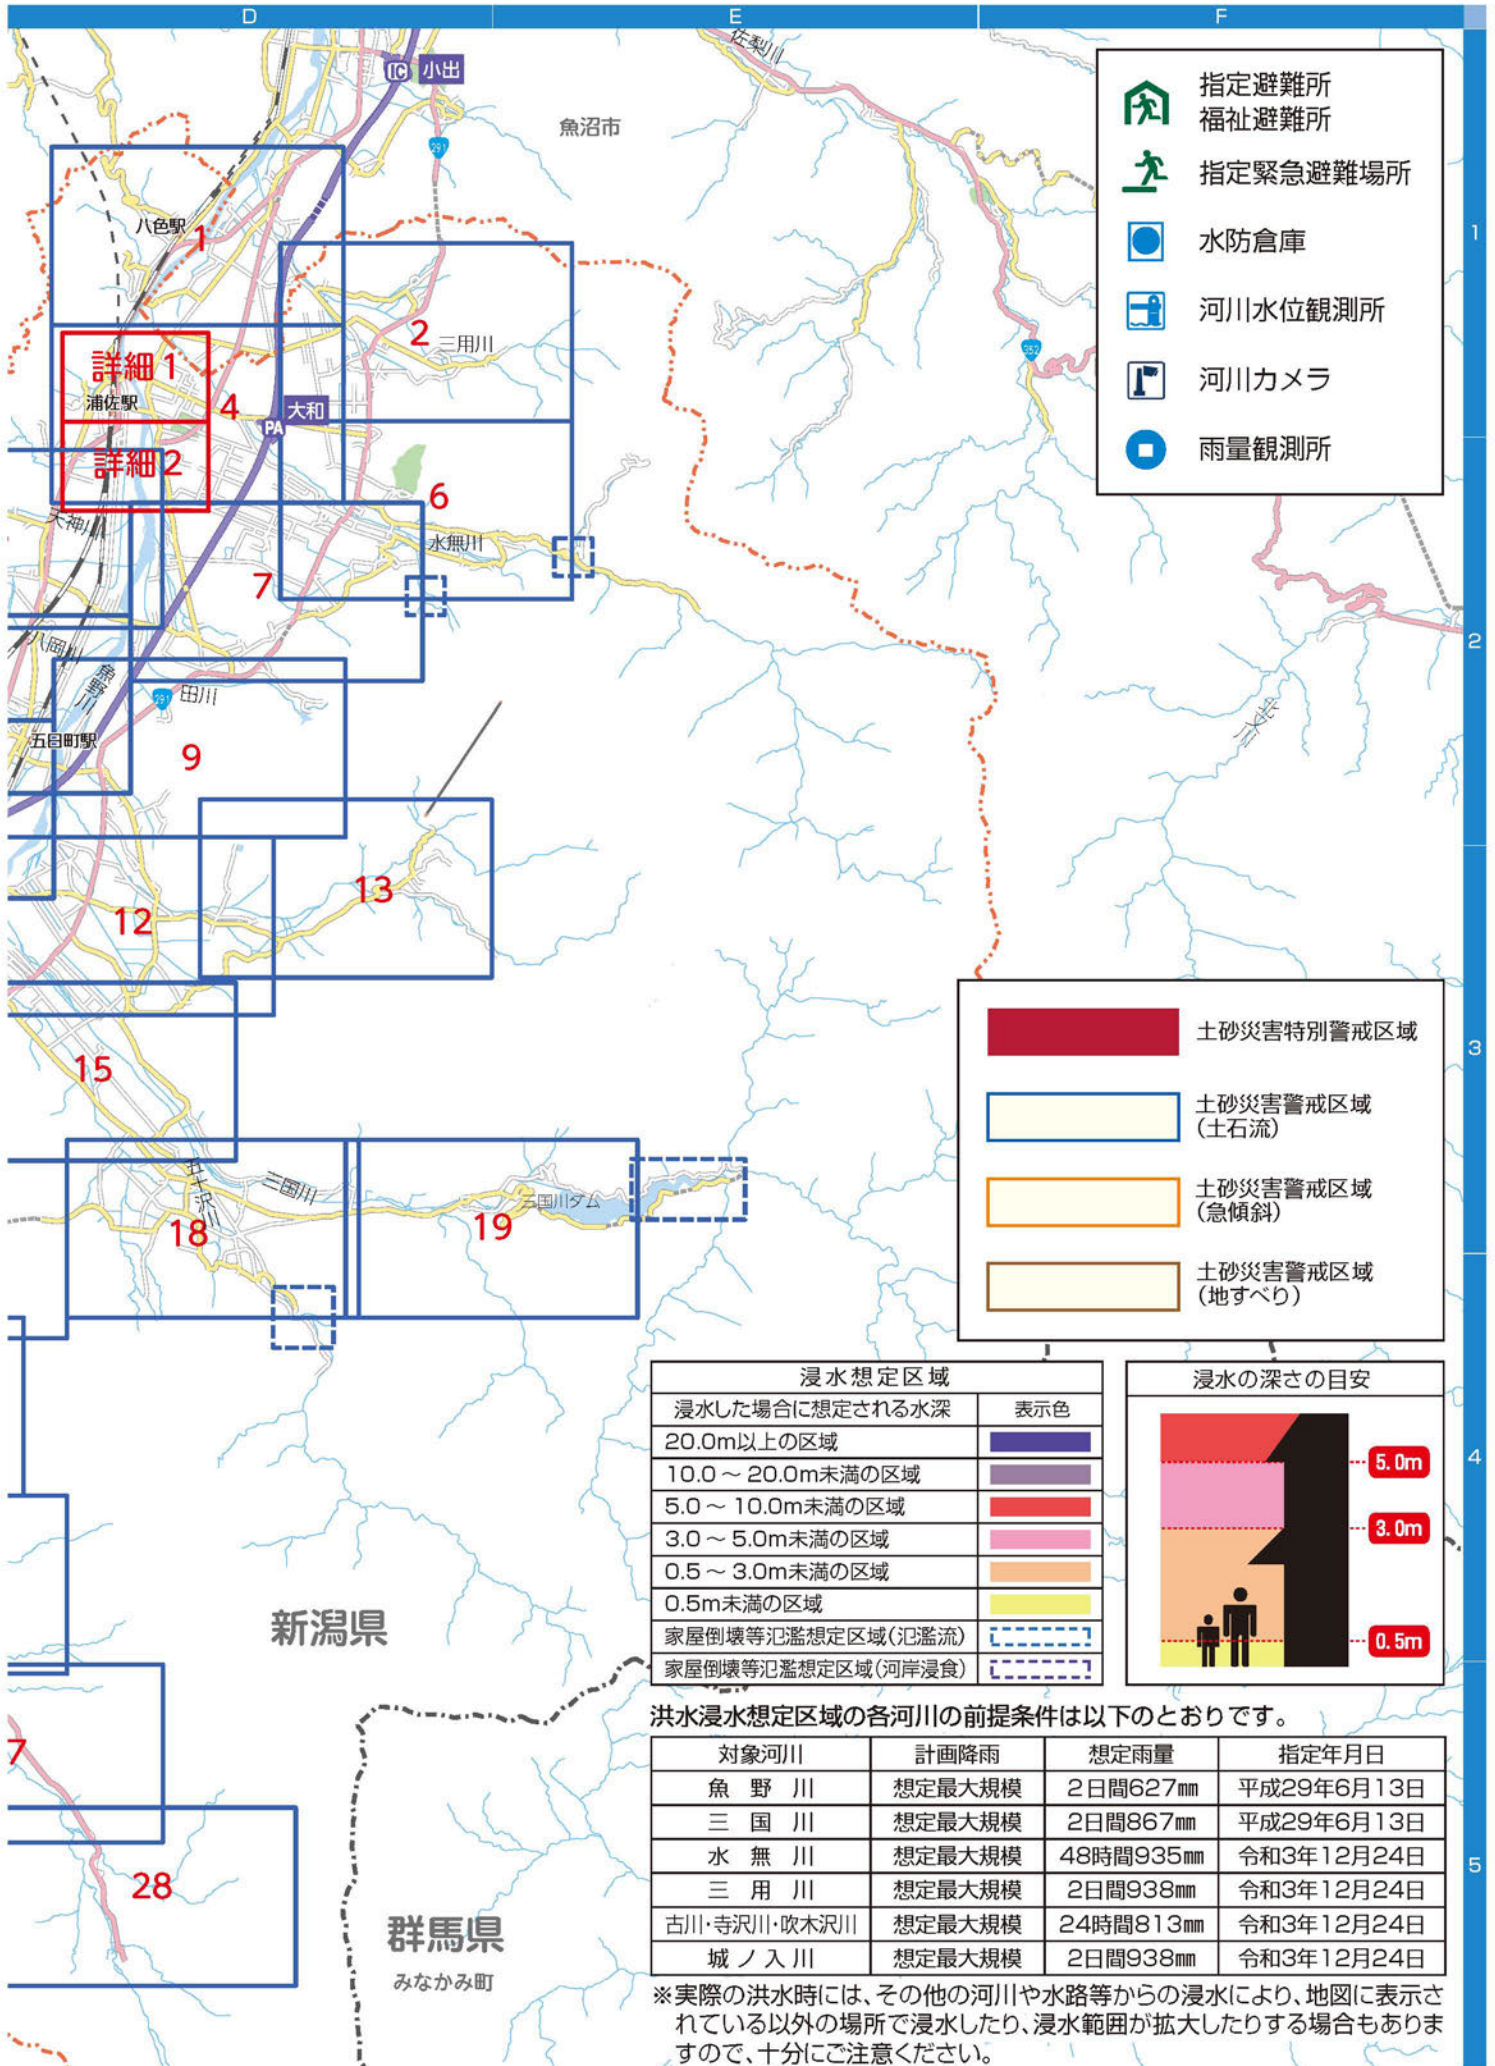 D
E
F
IC 小出
佐梨川
魚沼市
291
八色駅
1
2
三用川
詳細 1
浦佐駅
4
大和
PA
詳細 2
6
天神川
水無川
7
八岡川
魚野川
291
田川
五日町駅
9
13
12
15
五十沢川
三国川
18
三国川ダム
19
352
北又川
7
28
新潟県
群馬県
みなかみ町
1
2
3
4
5
指定避難所
福祉避難所
指定緊急避難場所
水防倉庫
河川水位観測所
河川カメラ
雨量観測所
土砂災害特別警戒区域
土砂災害警戒区域
(土石流)
土砂災害警戒区域
(急傾斜)
土砂災害警戒区域
(地すべり)
浸水想定区域
浸水した場合に想定される水深 表示色
20.0m以上の区域
10.0～20.0m未満の区域
5.0～10.0m未満の区域
3.0～5.0m未満の区域
0.5～3.0m未満の区域
0.5m未満の区域
家屋倒壊等氾濫想定区域(氾濫流)
家屋倒壊等氾濫想定区域(河岸浸食)
浸水の深さの目安
5.0m
3.0m
0.5m
洪水浸水想定区域の各河川の前提条件は以下のとおりです。
対象河川 計画降雨 想定雨量 指定年月日
魚野川 想定最大規模 2日間627㎜ 平成29年6月13日
三国川 想定最大規模 2日間867㎜ 平成29年6月13日
水無川 想定最大規模 48時間935㎜ 令和3年12月24日
三用川 想定最大規模 2日間938㎜ 令和3年12月24日
古川・寺沢川・吹木沢川 想定最大規模 24時間813㎜ 令和3年12月24日
城ノ入川 想定最大規模 2日間938㎜ 令和3年12月24日
※実際の洪水時には、その他の河川や水路等からの浸水により、地図に表示さ
れている以外の場所で浸水したり、浸水範囲が拡大したりする場合もありま
すので、十分にご注意ください。